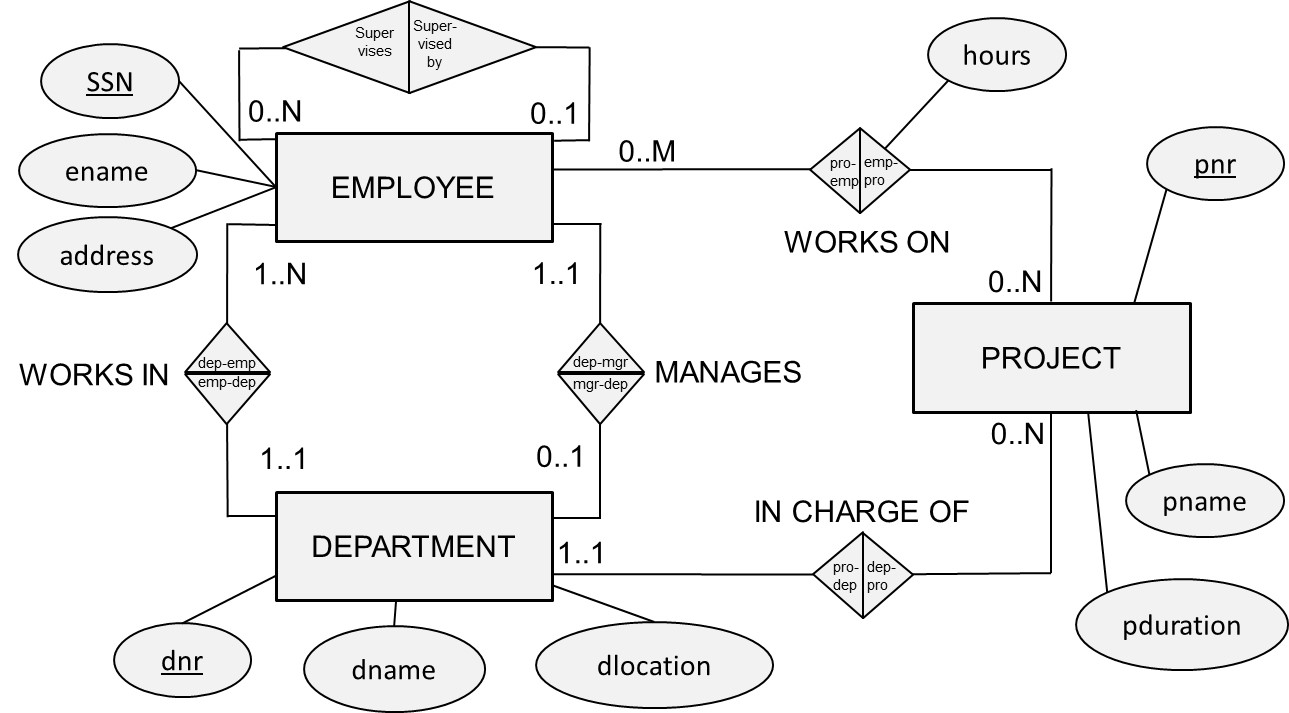 Super
vises
Super-
vised
by
hours
SSN
0..N
0..1
0..M
ename
pro-
emp
emp-
pro
pnr
EMPLOYEE
address
WORKS ON
1..N
1..1
0..N
dep-emp
emp-dep
WORKS IN
dep-mgr
mgr-dep
MANAGES
PROJECT
1..1
0..1
0..N
IN CHARGE OF
pname
DEPARTMENT
1..1
pro-
dep
dep-
pro
pduration
dnr
dname
dlocation